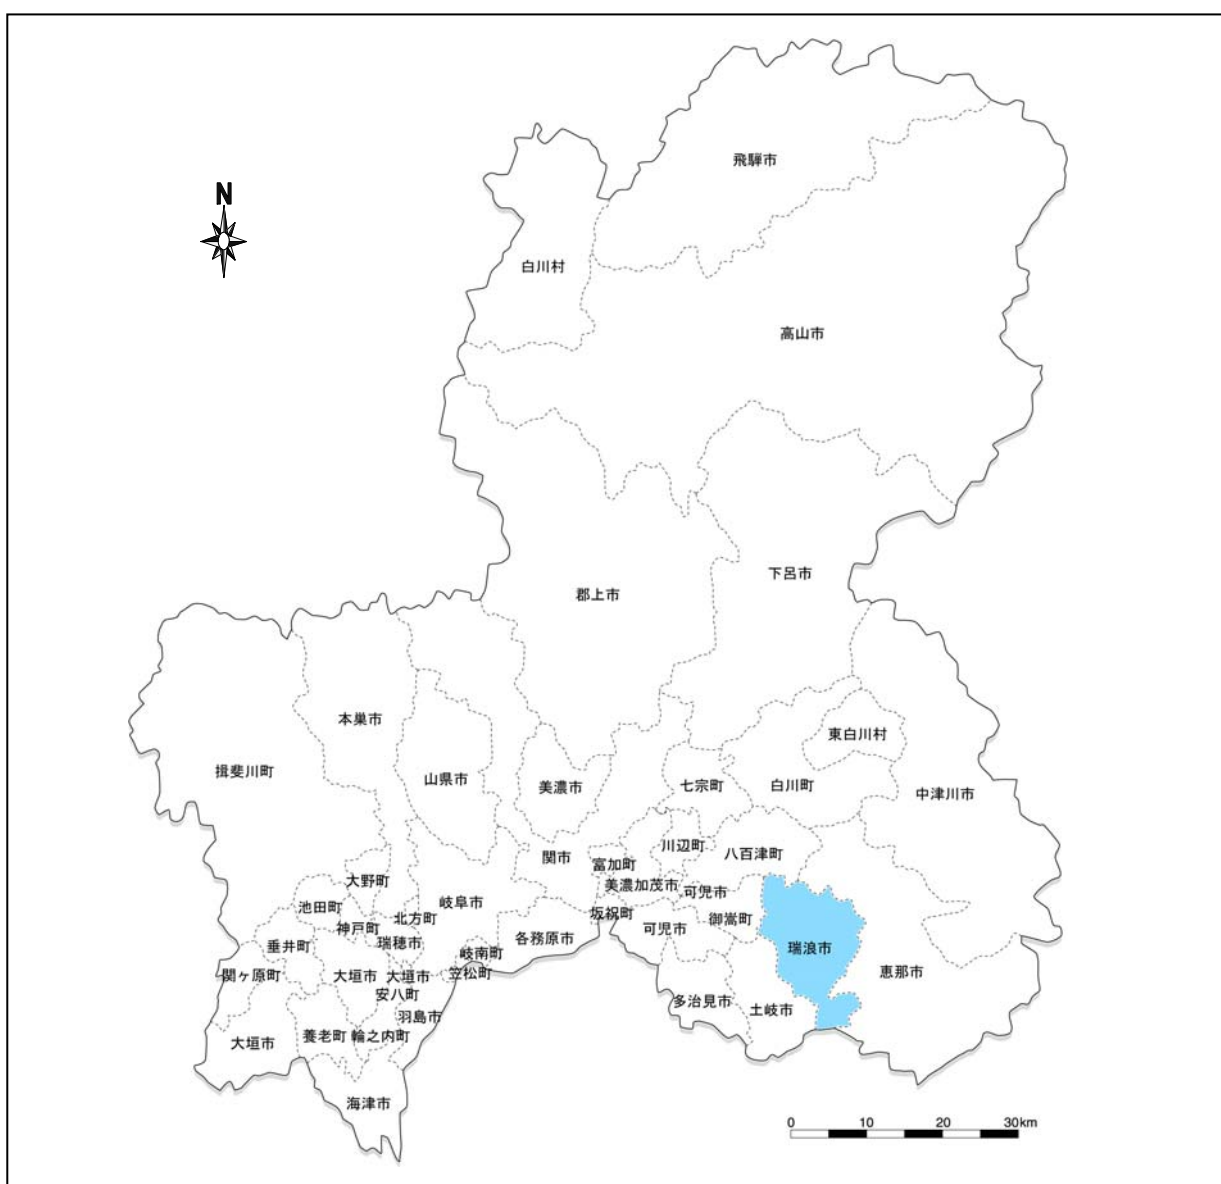 飛騨市
N
白川村
高山市
下呂市
郡上市
本巣市
東白川村
揖斐川町
山県市
美濃市
七宗町
白川町
中津川市
川辺町
八百津町
関市
富加町
大野町
美濃加茂市
可児市
岐阜市
池田町
坂祝町
北方町
御嵩町
神戸町
可児市
各務原市
瑞穂市
垂井町
瑞浪市
岐南町
関ヶ原町
大垣市
大垣市
笠松町
恵那市
安八町
多治見市
土岐市
羽島市
養老町
輪之内町
大垣市
海津市
0 10 20 30km